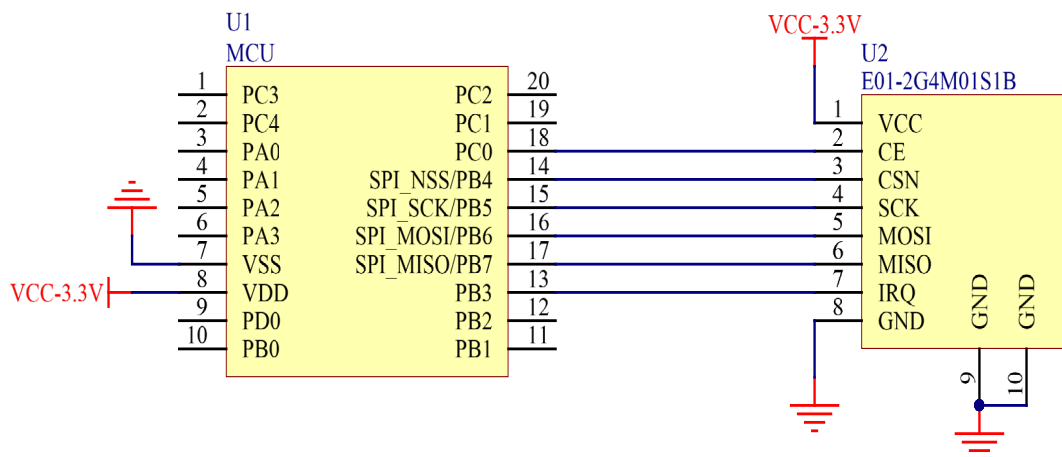 U1
MCU
1 PC3 PC2 20
2 PC4 PC1 19
3 PA0 PC0 18
4 PA1 SPI_NSS/PB4 14
5 PA2 SPI_SCK/PB5 15
6 PA3 SPI_MOSI/PB6 16
7 VSS SPI_MISO/PB7 17
VCC-3.3V 8 VDD PB3 13
9 PD0 PB2 12
10 PB0 PB1 11
VCC-3.3V
U2
E01-2G4M01S1B
1 VCC
2 CE
3 CSN
4 SCK
5 MOSI
6 MISO
7 IRQ
8 GND
GND GND
9 10